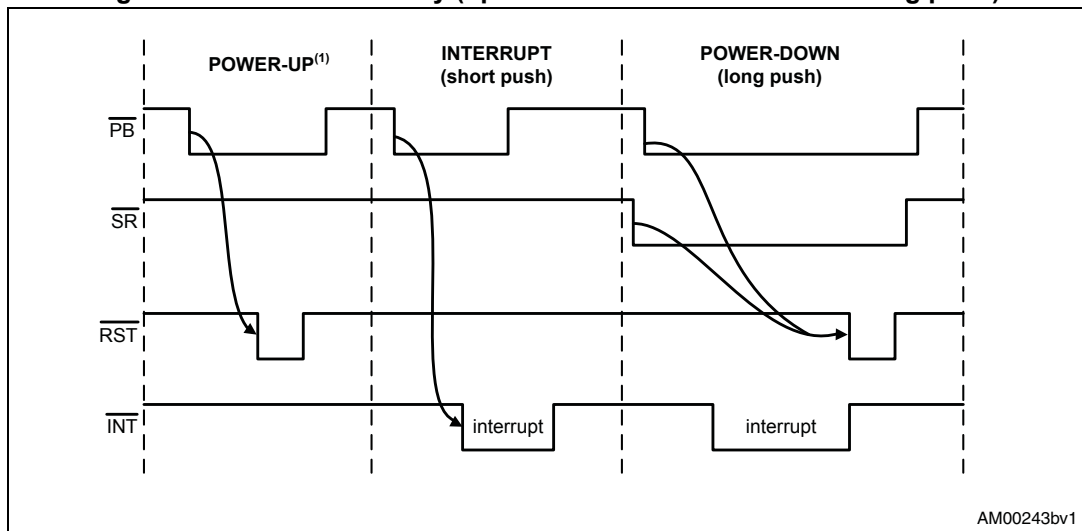 POWER-UP(1)
INTERRUPT
(short push)
POWER-DOWN
(long push)
PB
SR
RST
INT
interrupt
interrupt
AM00243bv1